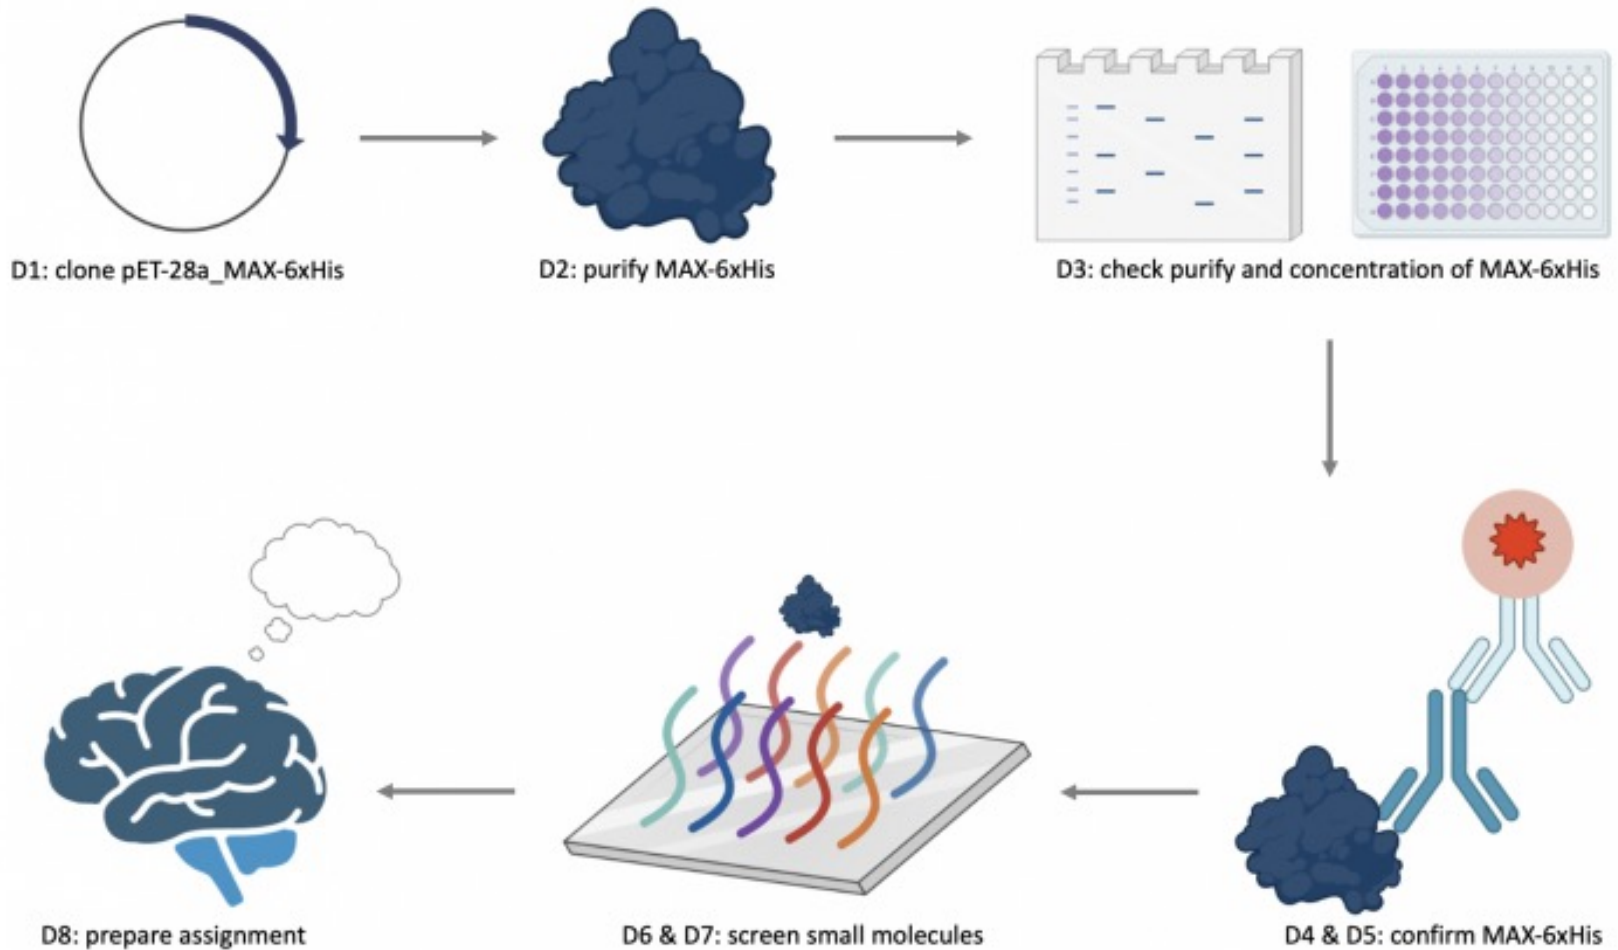 D1: clone pET-28a_MAX-6xHis
D2: purify MAX-6xHis
D3: check purify and concentration of MAX-6xHis
D8: prepare assignment
D6 & D7: screen small molecules
D4 & D5: confirm MAX-6xHis